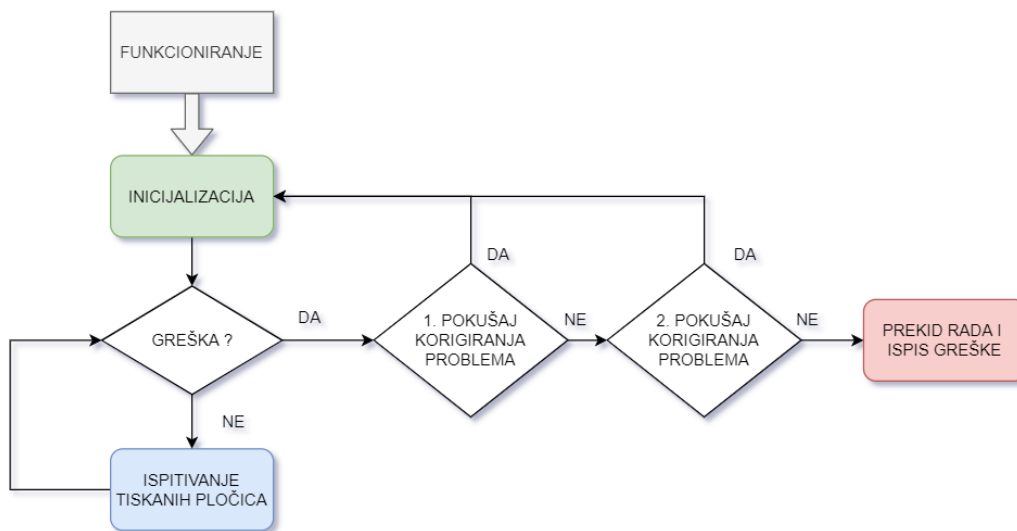 FUNKCIONIRANJE
INICIJALIZACIJA
DA
DA
GREŠKA ?
DA
1. POKUŠAJ
KORIGIRANJA
PROBLEMA
NE
2. POKUŠAJ
KORIGIRANJA
PROBLEMA
NE
PREKID RADA I
ISPIS GREŠKE
NE
ISPITIVANJE
TISKANIH PLOČICA